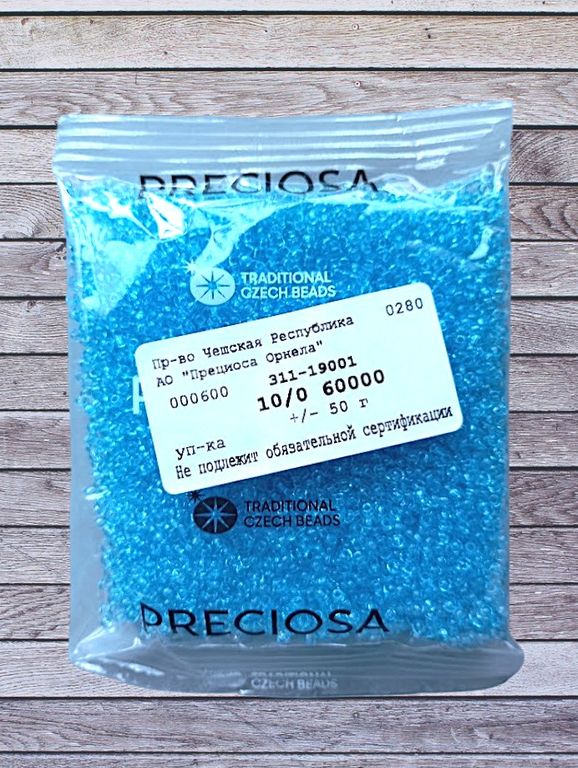 PRECIOSA
TRADITIONAL
CZECH BEADS
Пр-во Чешская Республика 0280
АО "Прециоса Орнела"
311-19001
000600 10/0 60000
+/- 50 г
уп-ка
Не подлежит обязательной сертификации
TRADITIONAL
CZECH BEADS
PRECIOSA
TRADITIONAL
CZECH BEADS